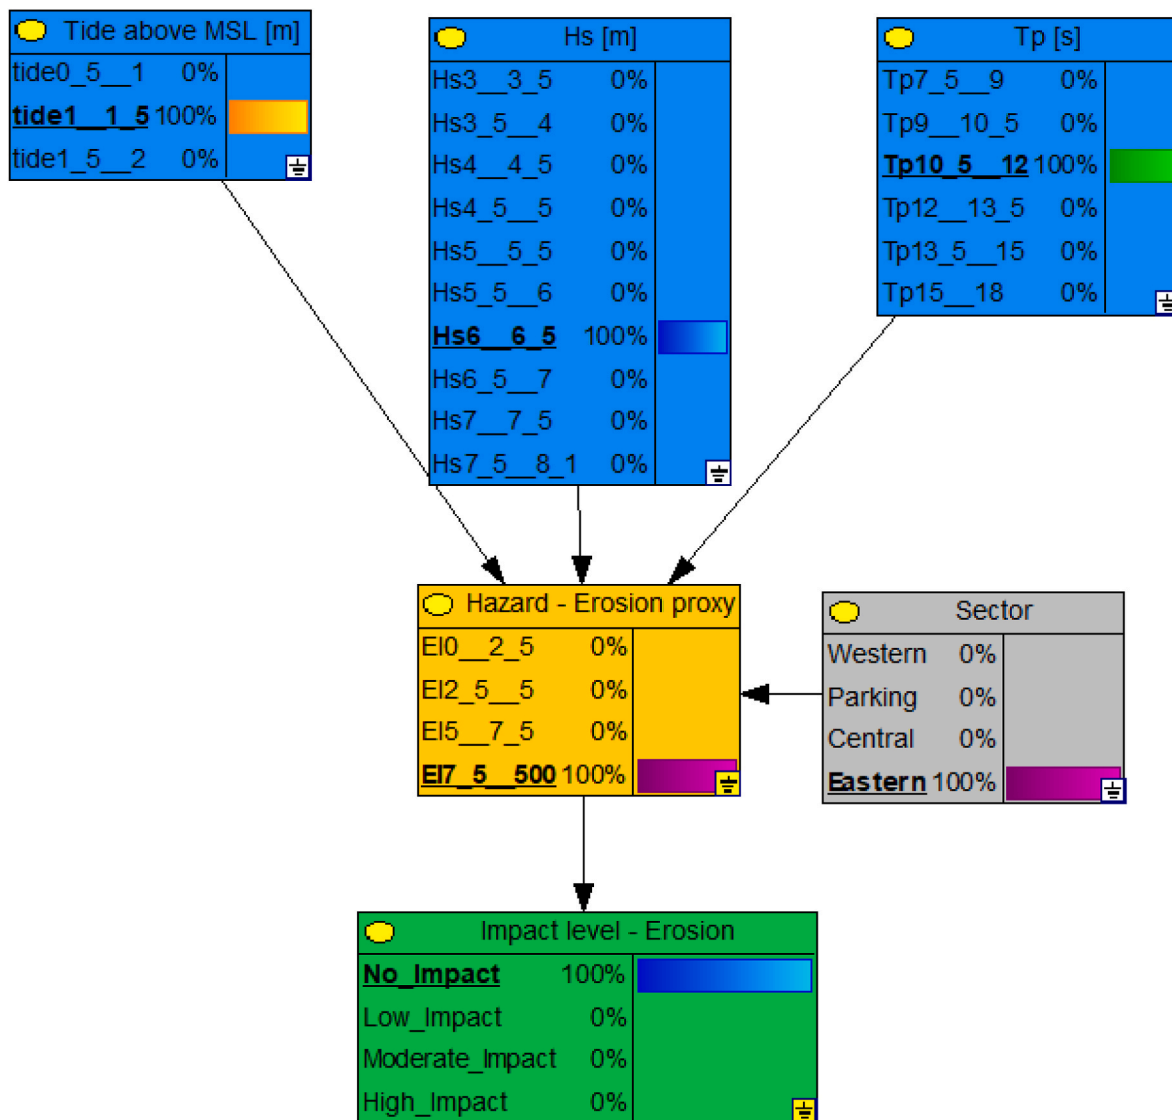 Tide above MSL [m]
tide0_5__1 0%
tide1__1_5 100%
tide1_5__2 0%
Hs [m]
Hs3__3_5 0%
Hs3_5__4 0%
Hs4__4_5 0%
Hs4_5__5 0%
Hs5__5_5 0%
Hs5_5__6 0%
Hs6__6_5 100%
Hs6_5__7 0%
Hs7__7_5 0%
Hs7_5__8_1 0%
Tp [s]
Tp7_5__9 0%
Tp9__10_5 0%
Tp10_5__12 100%
Tp12__13_5 0%
Tp13_5__15 0%
Tp15__18 0%
Hazard - Erosion proxy
EI0__2_5 0%
EI2_5__5 0%
EI5__7_5 0%
EI7_5__500 100%
Sector
Western 0%
Parking 0%
Central 0%
Eastern 100%
Impact level - Erosion
No_Impact 100%
Low_Impact 0%
Moderate_Impact 0%
High_Impact 0%